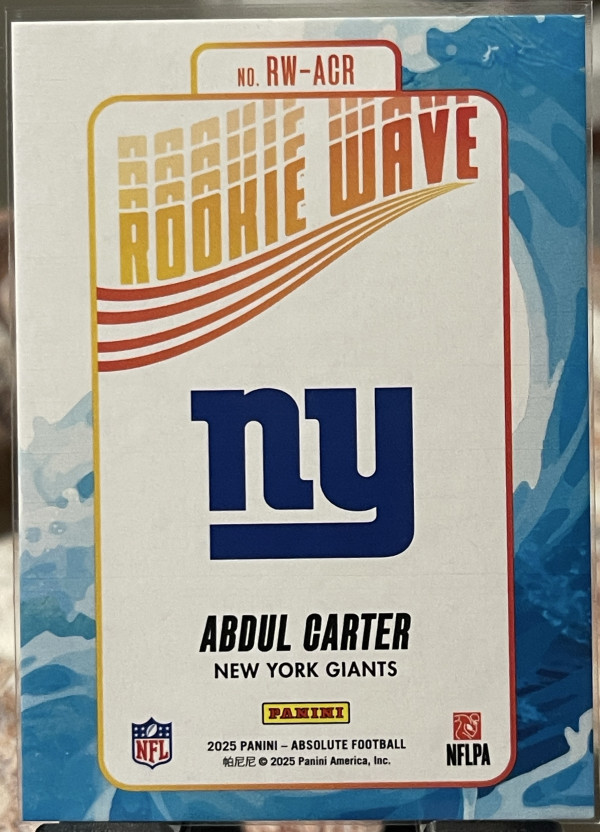 NO. RW-ACR
ROOKIE WAVE
ny
ABDUL CARTER
NEW YORK GIANTS
PANINI
NFL
NFLPA
2025 PANINI – ABSOLUTE FOOTBALL
帕尼尼 © 2025 Panini America, Inc.